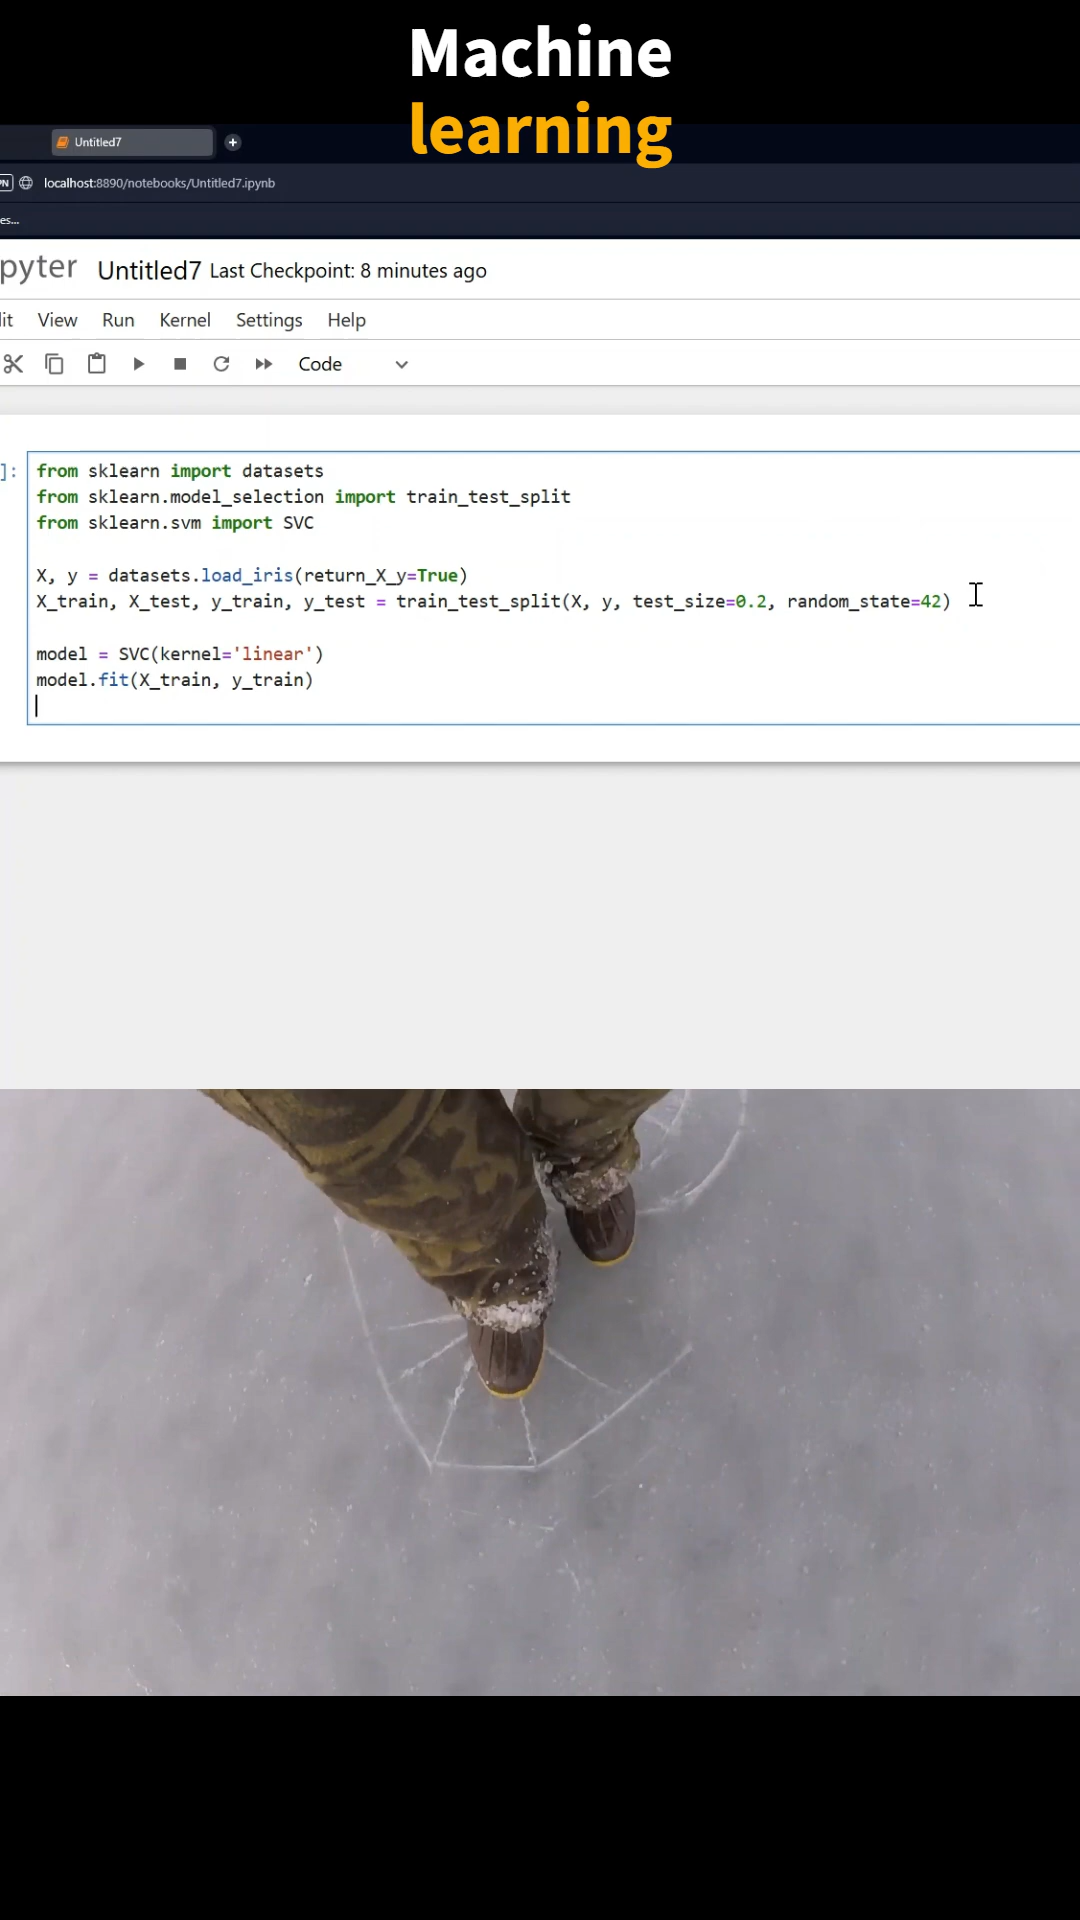 Machine
learning
Untitled7
localhost:8890/notebooks/Untitled7.ipynb
es...
pyter Untitled7 Last Checkpoint: 8 minutes ago
it View Run Kernel Settings Help
Code
]:
from sklearn import datasets
from sklearn.model_selection import train_test_split
from sklearn.svm import SVC
X, y = datasets.load_iris(return_X_y=True)
X_train, X_test, y_train, y_test = train_test_split(X, y, test_size=0.2, random_state=42)
model = SVC(kernel='linear')
model.fit(X_train, y_train)